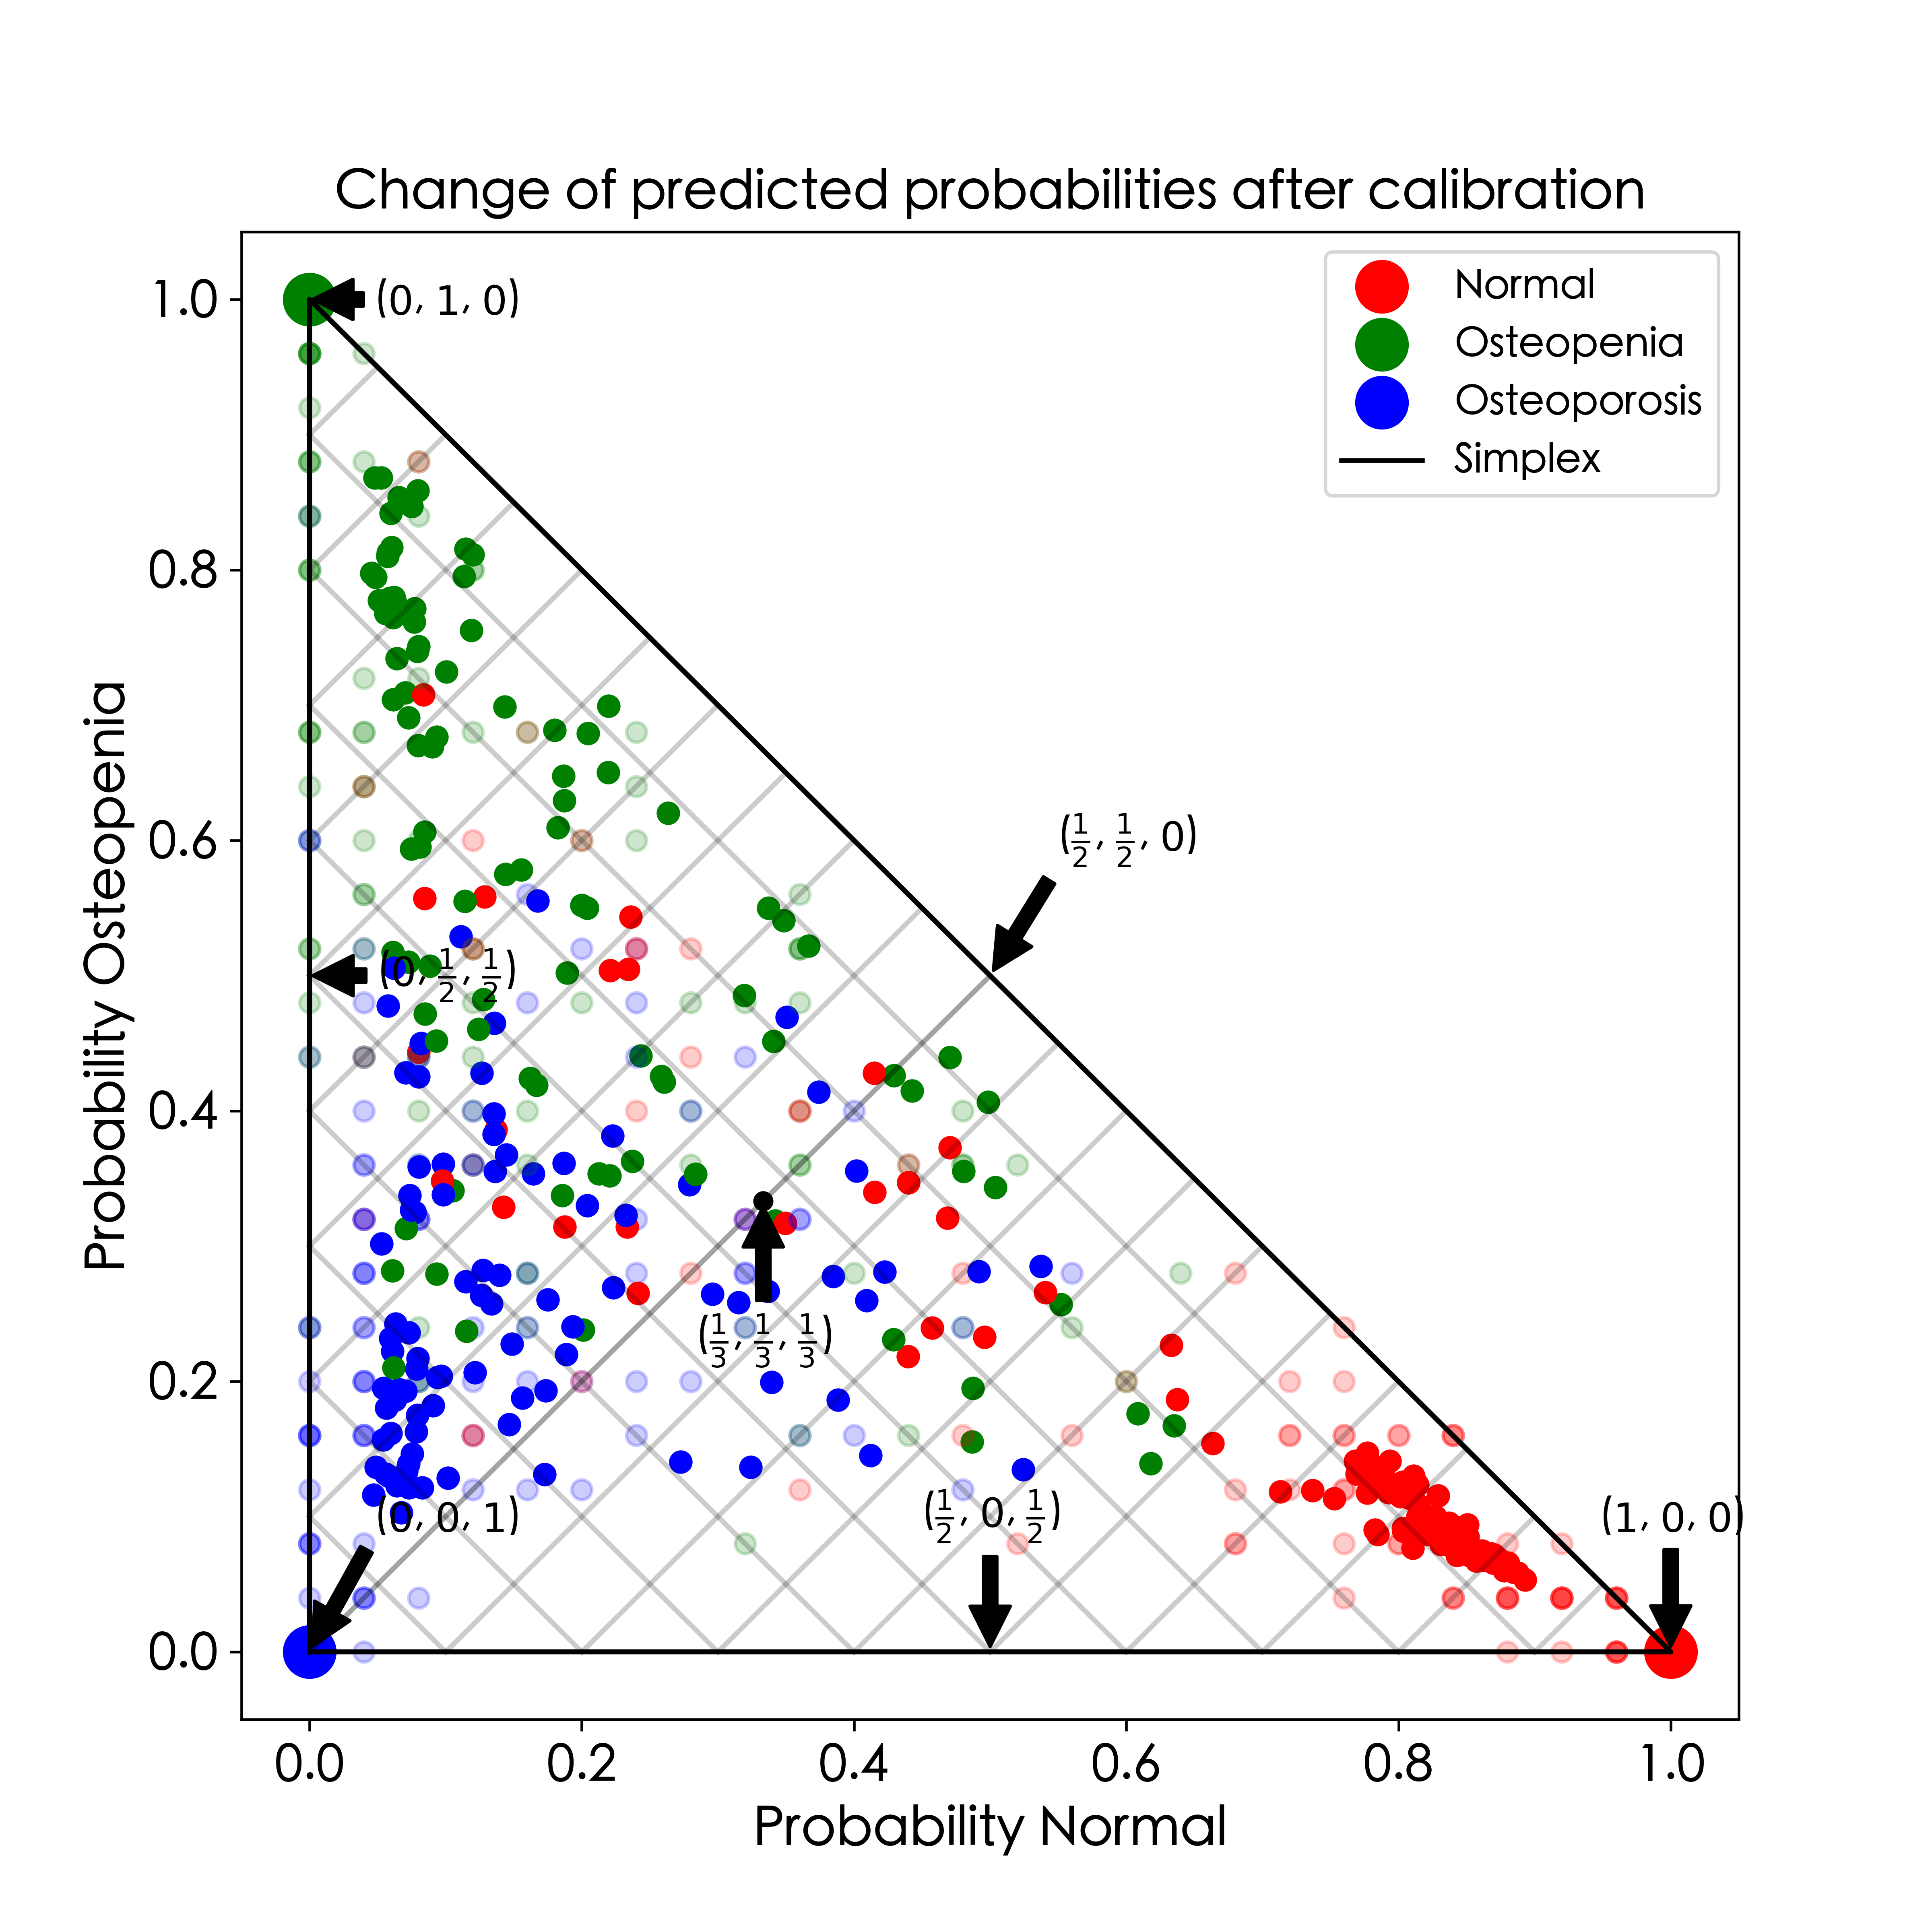 Change of predicted probabilities after calibration
Normal
Osteopenia
Osteoporosis
Simplex
(0, 1, 0)
(1/2, 1/2, 0)
(0, 1/2, 1/2)
(1/3, 1/3, 1/3)
(0, 0, 1)
(1/2, 0, 1/2)
(1, 0, 0)
Probability Osteopenia
1.0
0.8
0.6
0.4
0.2
0.0
0.0 0.2 0.4 0.6 0.8 1.0
Probability Normal